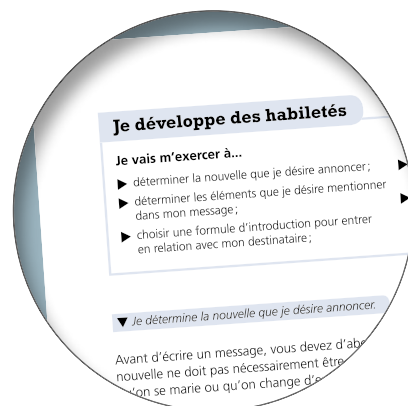 Je développe des habiletés
Je vais m'exercer à...
▶ déterminer la nouvelle que je désire annoncer;
▶ déterminer les éléments que je désire mentionner
dans mon message;
▶ choisir une formule d'introduction pour entrer
en relation avec mon destinataire;
▼ Je détermine la nouvelle que je désire annoncer.
Avant d'écrire un message, vous devez
nouvelle ne doit pas nécessairement être
se marie ou qu'on change